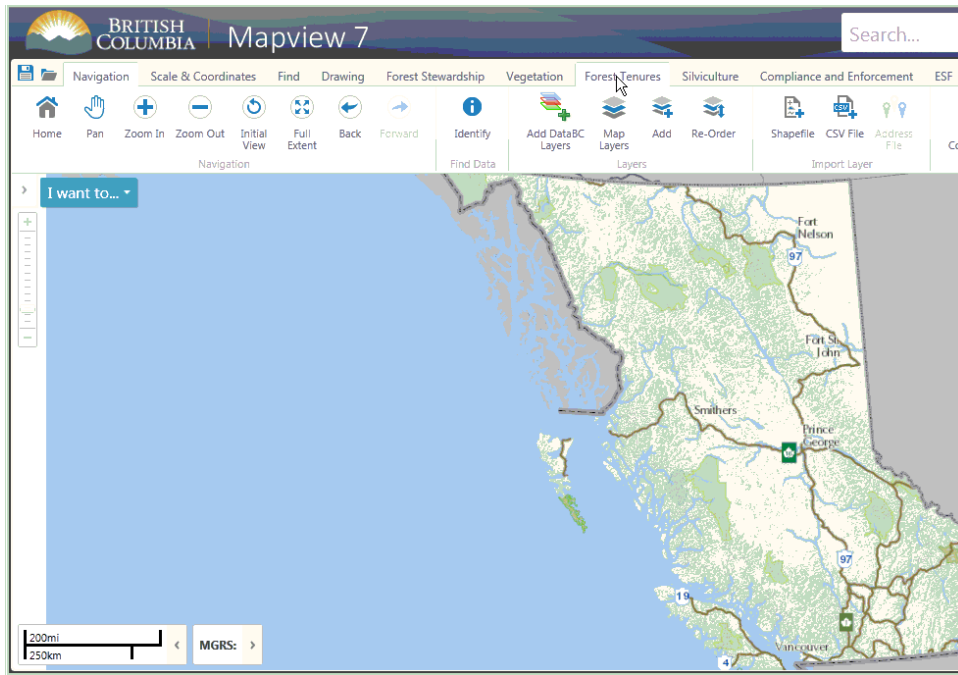 BRITISH
COLUMBIA
Mapview 7
Search...
Navigation Scale & Coordinates Find Drawing Forest Stewardship Vegetation Forest Tenures Silviculture Compliance and Enforcement ESF
Home Pan Zoom In Zoom Out Initial View Full Extent Back Forward Identify Add DataBC Layers Map Layers Add Re-Order Shapefile CSV File Address File Co
Navigation Find Data Layers Import Layer
I want to...
Fort
Nelson
97
Fort St.
John
Smithers
Prince
George
16
97
19
1
Vancouver
4
200mi
250km
MGRS: